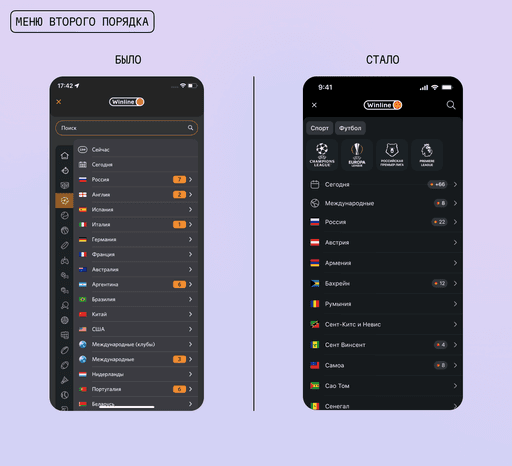 МЕНЮ ВТОРОГО ПОРЯДКА
БЫЛО
17:41
Winline
Поиск
Сейчас
Сегодня
Россия 7
Англия 2
Испания
Италия 1
Германия
Франция
Австралия
Аргентина 6
Бразилия
Китай
США
Международные (клубы)
Международные 3
Нидерланды
Португалия 6
Беларусь
СТАЛО
9:41
Winline
Спорт Футбол
CHAMPIONS LEAGUE
EUROPA LEAGUE
РОССИЙСКАЯ ПРЕМЬЕР-ЛИГА
PREMIER LEAGUE
Сегодня +66
Международные 6
Россия 22
Австрия
Армения
Бахрейн 12
Румыния
Сент-Китс и Невис
Сент Винсент 4
Самоа 8
Сао Том
Сенегал